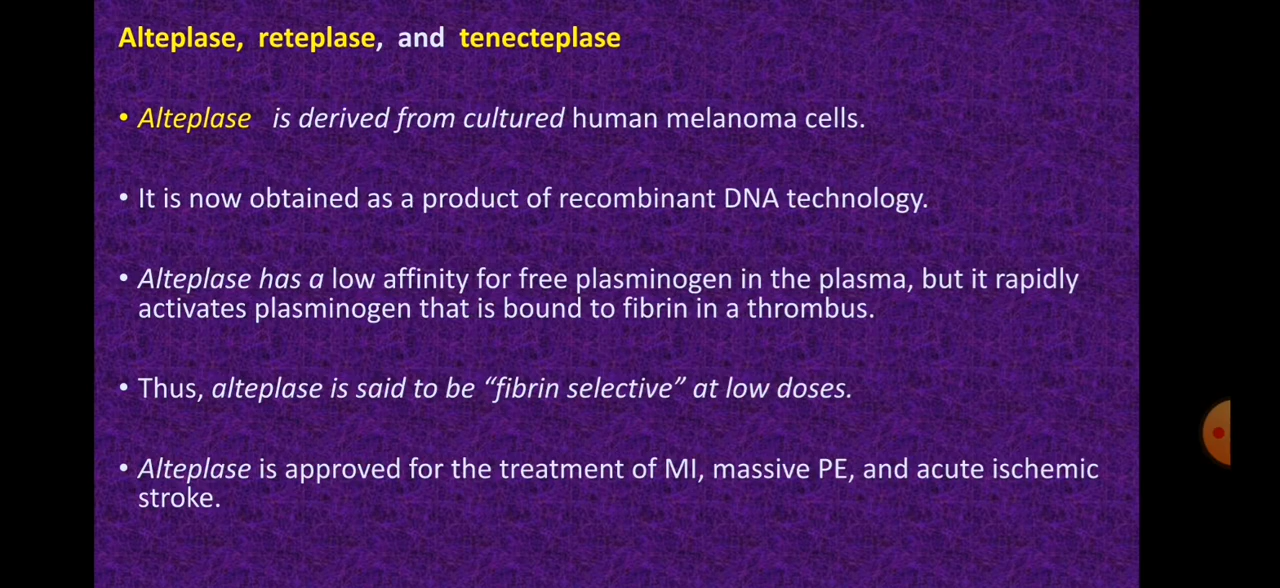 Alteplase, reteplase, and tenecteplase
• Alteplase is derived from cultured human melanoma cells.
• It is now obtained as a product of recombinant DNA technology.
• Alteplase has a low affinity for free plasminogen in the plasma, but it rapidly
activates plasminogen that is bound to fibrin in a thrombus.
• Thus, alteplase is said to be “fibrin selective” at low doses.
• Alteplase is approved for the treatment of MI, massive PE, and acute ischemic
stroke.